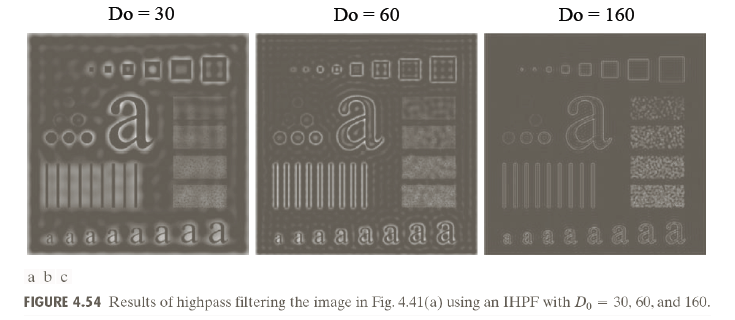 Do = 30 Do = 60 Do = 160
a a a
a a a a a a a a a a a a a a a a a a a a a a a a
a b c
FIGURE 4.54 Results of highpass filtering the image in Fig. 4.41(a) using an IHPF with D₀ = 30, 60, and 160.